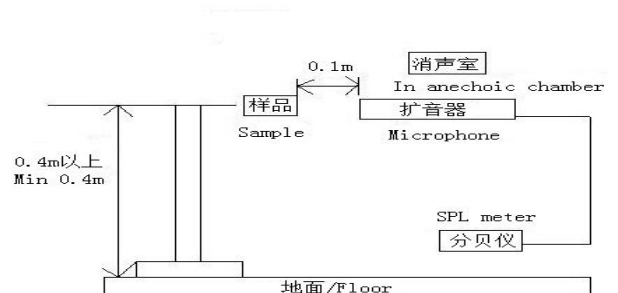 消声室
0.1m
In anechoic chamber
样品
扩音器
Sample
Microphone
0.4m以上
Min 0.4m
SPL meter
分贝仪
地面/Floor